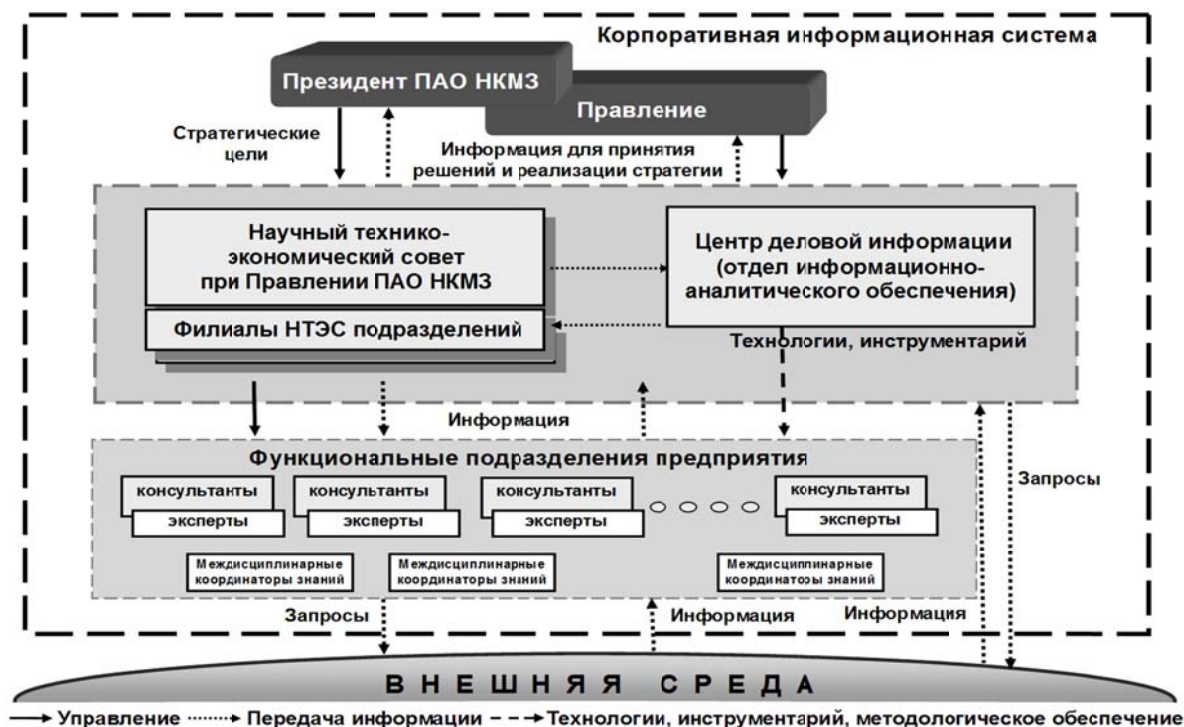 Корпоративная информационная система
Президент ПАО НКМЗ
Правление
Стратегические
цели
Информация для принятия
решений и реализации стратегии
Научный технико-
экономический совет
при Правлении ПАО НКМЗ
Филиалы НТЭС подразделений
Центр деловой информации
(отдел информационно-
аналитического обеспечения)
Технологии, инструментарий
Информация
Функциональные подразделения предприятия
консультанты
эксперты
консультанты
эксперты
консультанты
эксперты
консультанты
эксперты
Запросы
Междисциплинарные
координаторы знаний
Междисциплинарные
координаторы зниний
Междисциплинарные
координаторы знаний
Запросы
Информация
Информация
ВНЕШНЯЯ СРЕДА
Управление
Передача информации
Технологии, инструментарий, методологическое обеспечение